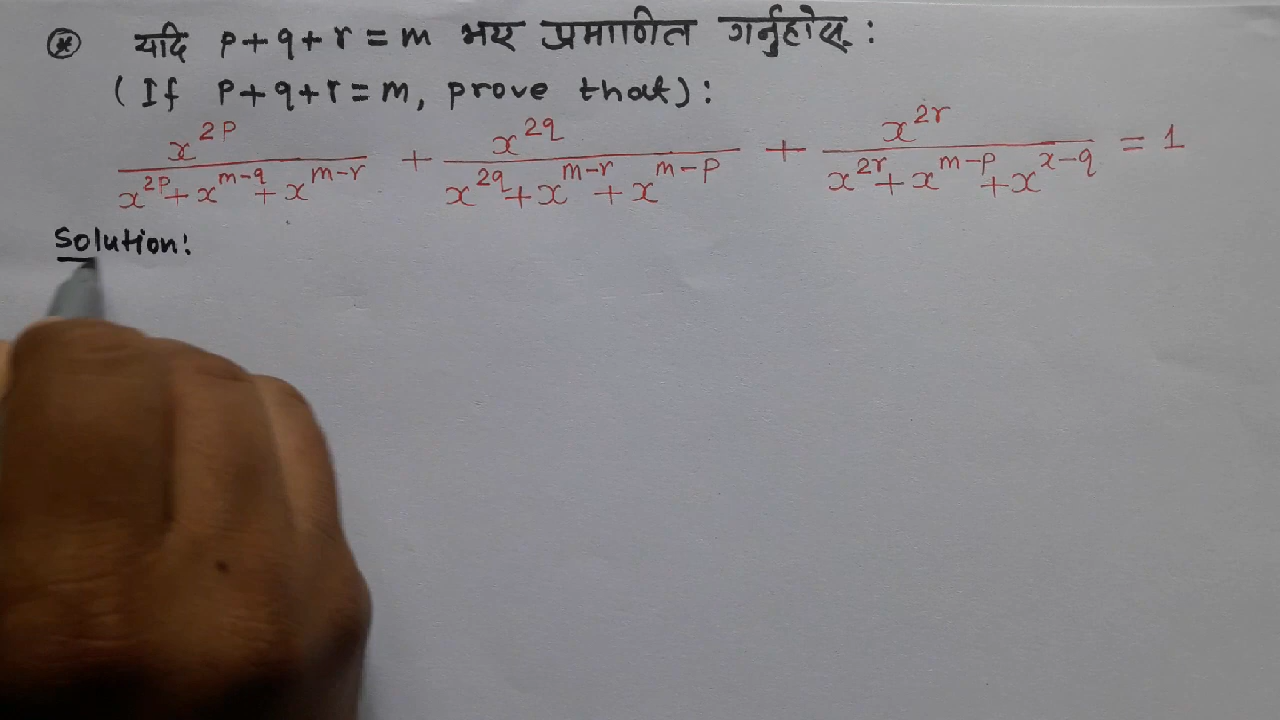 ⊛ यदि p+q+r=m भए प्रमाणित गर्नुहोस् :
(If p+q+r=m, prove that):
x^{2p}/(x^{2p}+x^{m-q}+x^{m-r}) + x^{2q}/(x^{2q}+x^{m-r}+x^{m-p}) + x^{2r}/(x^{2r}+x^{m-p}+x^{x-q}) = 1
Solution: